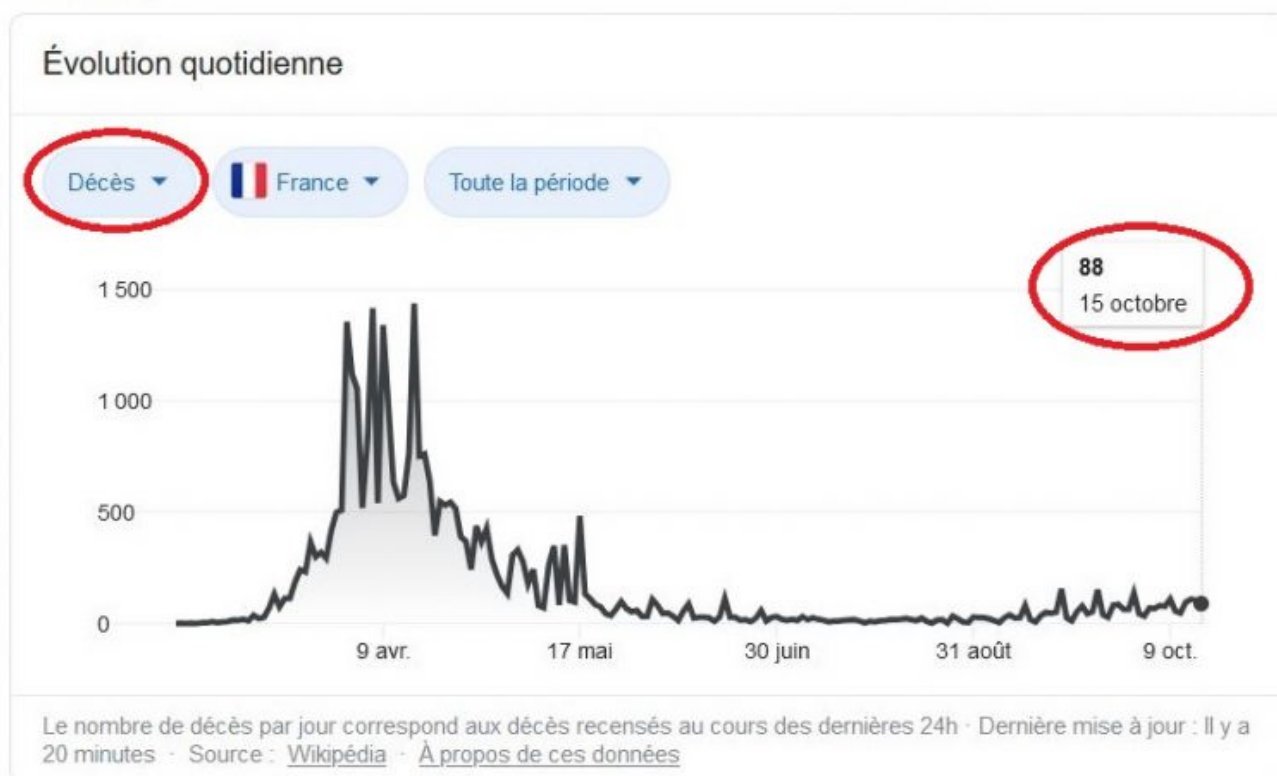 Évolution quotidienne
Décès France Toute la période
88
15 octobre
1 500
1 000
500
0
9 avr. 17 mai 30 juin 31 août 9 oct.
Le nombre de décès par jour correspond aux décès recensés au cours des dernières 24h · Dernière mise à jour : Il y a
20 minutes · Source : Wikipédia · À propos de ces données